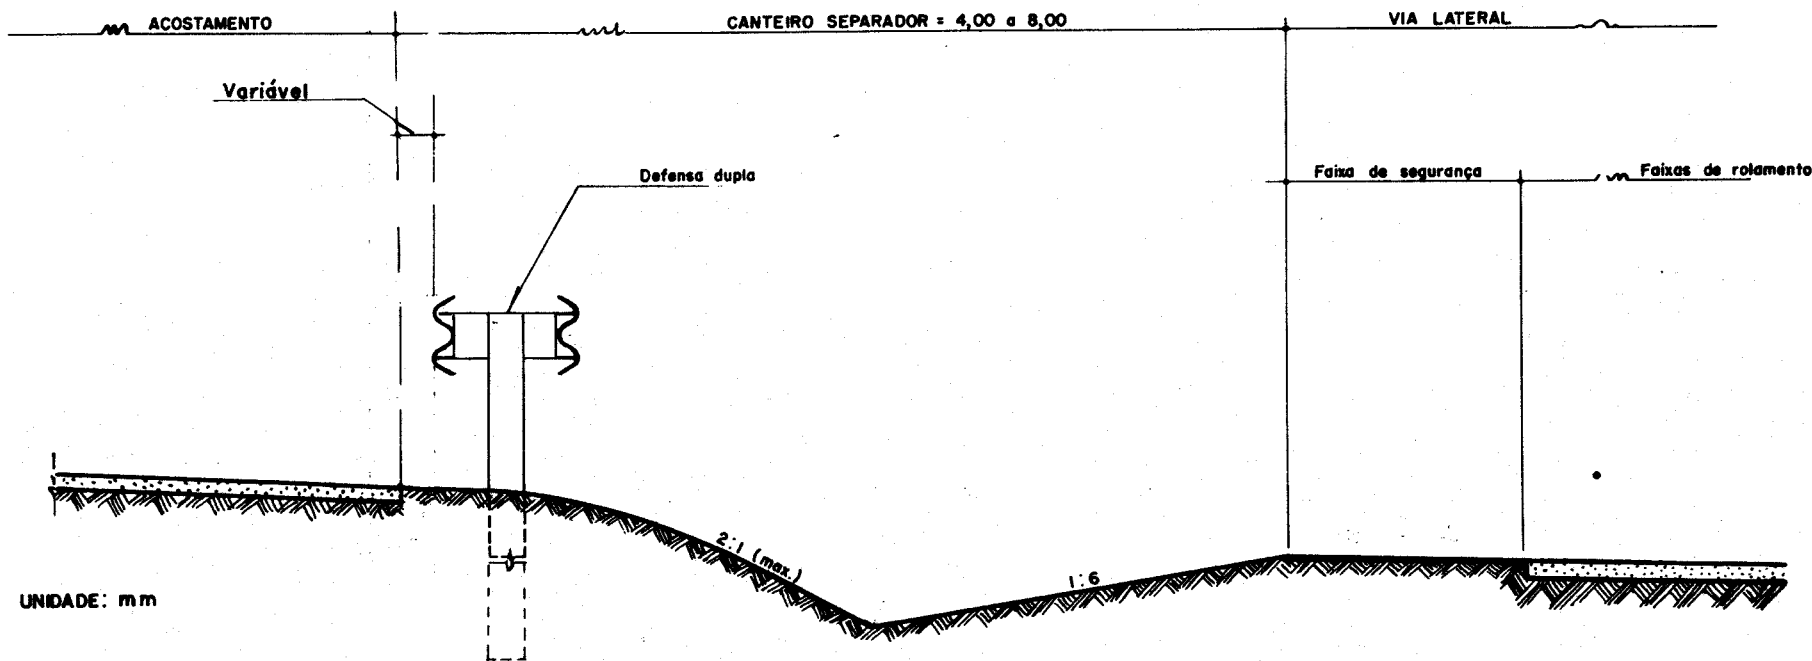 ACOSTAMENTO
CANTEIRO SEPARADOR = 4,00 a 8,00
VIA LATERAL
Variável
Defensa dupla
Faixa de segurança
Faixas de rolamento
2:1 (max.)
1:6
UNIDADE: mm